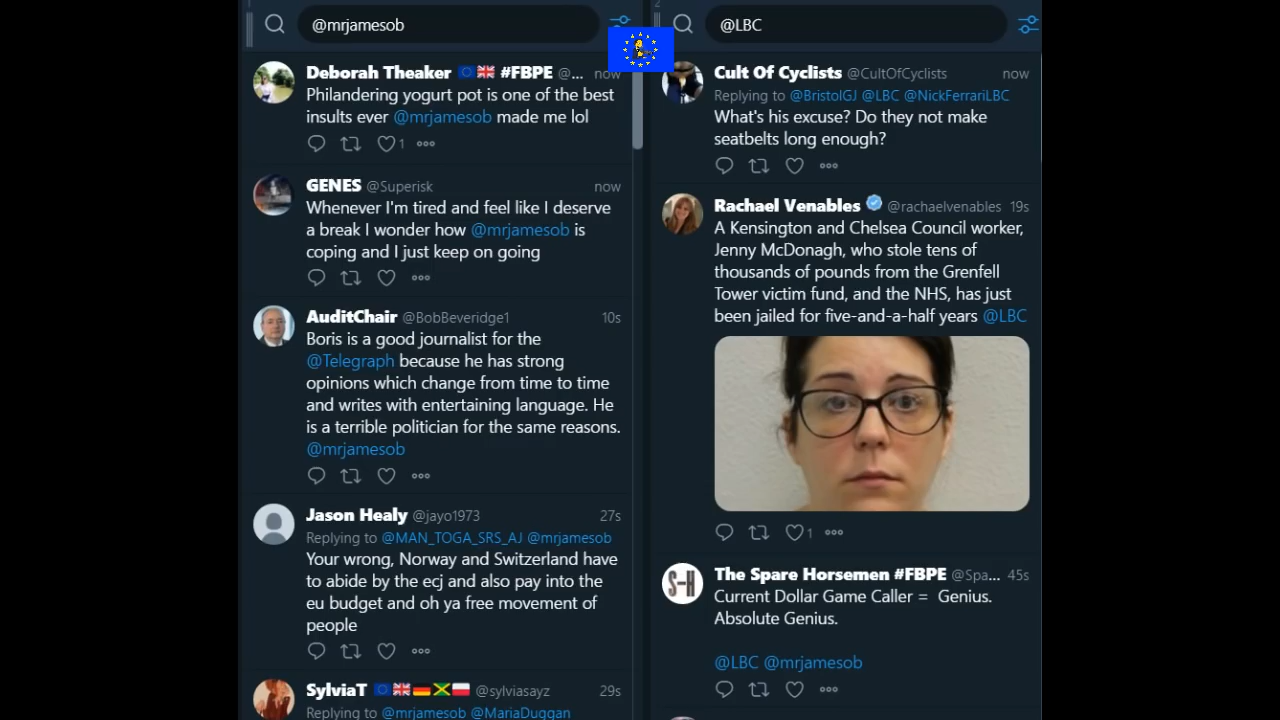 1
@mrjamesob
Deborah Theaker #FBPE @... now
Philandering yogurt pot is one of the best
insults ever @mrjamesob made me lol
1
GENES @Superisk now
Whenever I'm tired and feel like I deserve
a break I wonder how @mrjamesob is
coping and I just keep on going
AuditChair @BobBeveridge1 10s
Boris is a good journalist for the
@Telegraph because he has strong
opinions which change from time to time
and writes with entertaining language. He
is a terrible politician for the same reasons.
@mrjamesob
Jason Healy @jayo1973 27s
Replying to @MAN_TOGA_SRS_AJ @mrjamesob
Your wrong, Norway and Switzerland have
to abide by the ecj and also pay into the
eu budget and oh ya free movement of
people
SylviaT @sylviasayz 29s
Replying to @mrjamesob @MariaDuggan
2
@LBC
Cult Of Cyclists @CultOfCyclists now
Replying to @BristolGJ @LBC @NickFerrariLBC
What's his excuse? Do they not make
seatbelts long enough?
Rachael Venables @rachaelvenables 19s
A Kensington and Chelsea Council worker,
Jenny McDonagh, who stole tens of
thousands of pounds from the Grenfell
Tower victim fund, and the NHS, has just
been jailed for five-and-a-half years @LBC
1
The Spare Horsemen #FBPE @Spa... 45s
S-H
Current Dollar Game Caller = Genius.
Absolute Genius.
@LBC @mrjamesob